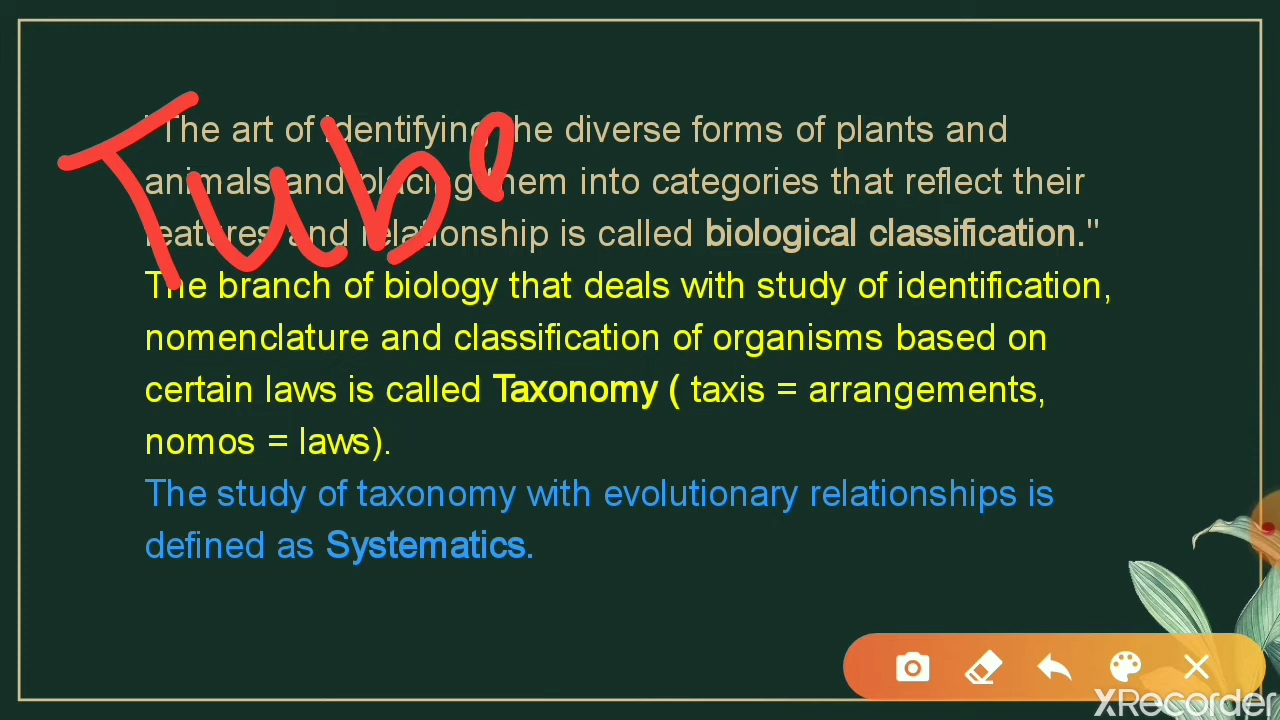 "The art of identifying the diverse forms of plants and
animals and placing them into categories that reflect their
features and relationship is called biological classification."
The branch of biology that deals with study of identification,
nomenclature and classification of organisms based on
certain laws is called Taxonomy ( taxis = arrangements,
nomos = laws).
The study of taxonomy with evolutionary relationships is
defined as Systematics.
Tube
XRecorder